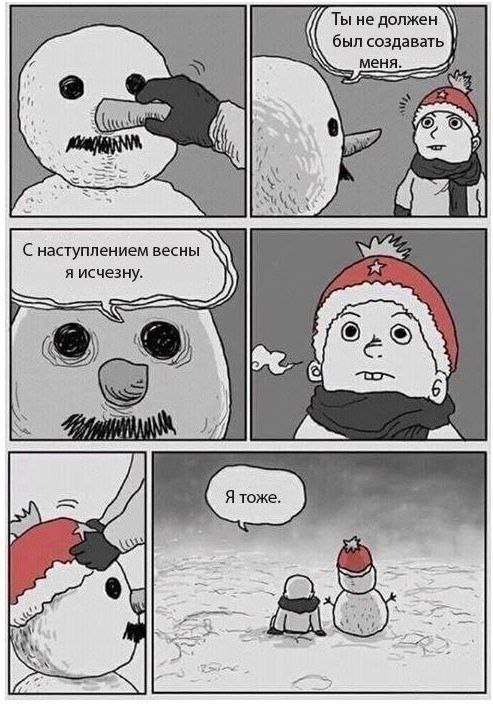 Ты не должен
был создавать
меня.
С наступлением весны
я исчезну.
Я тоже.